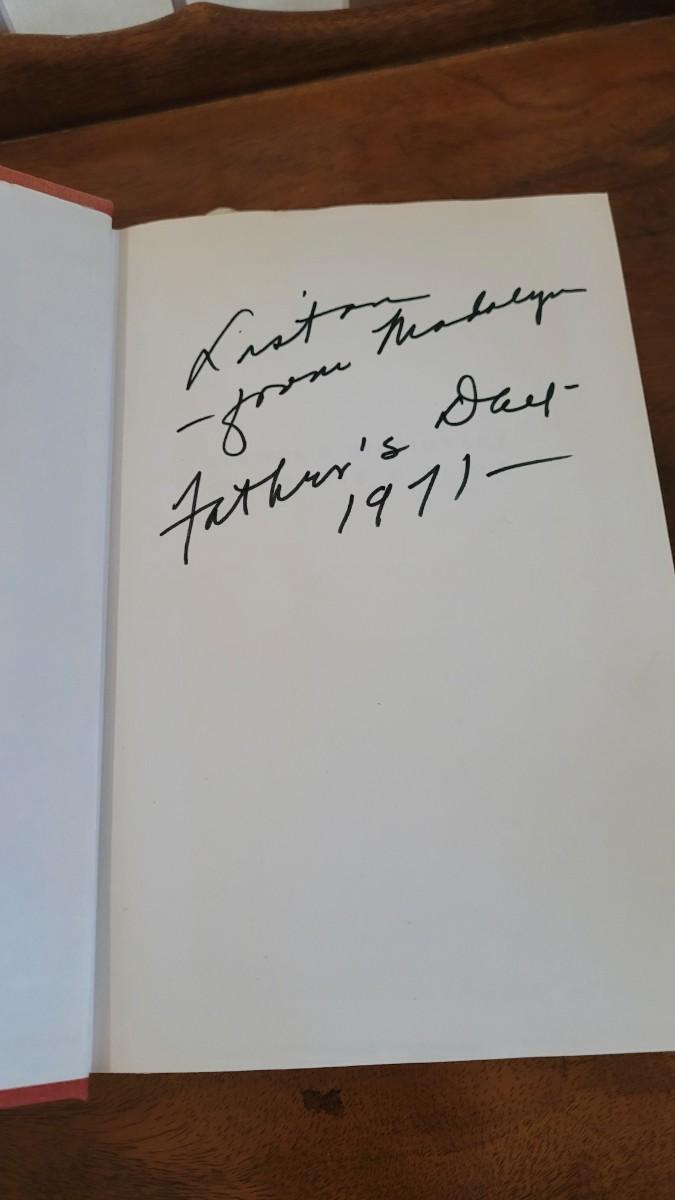 Liston
- from Madalyn
Father's Day -
1971 —